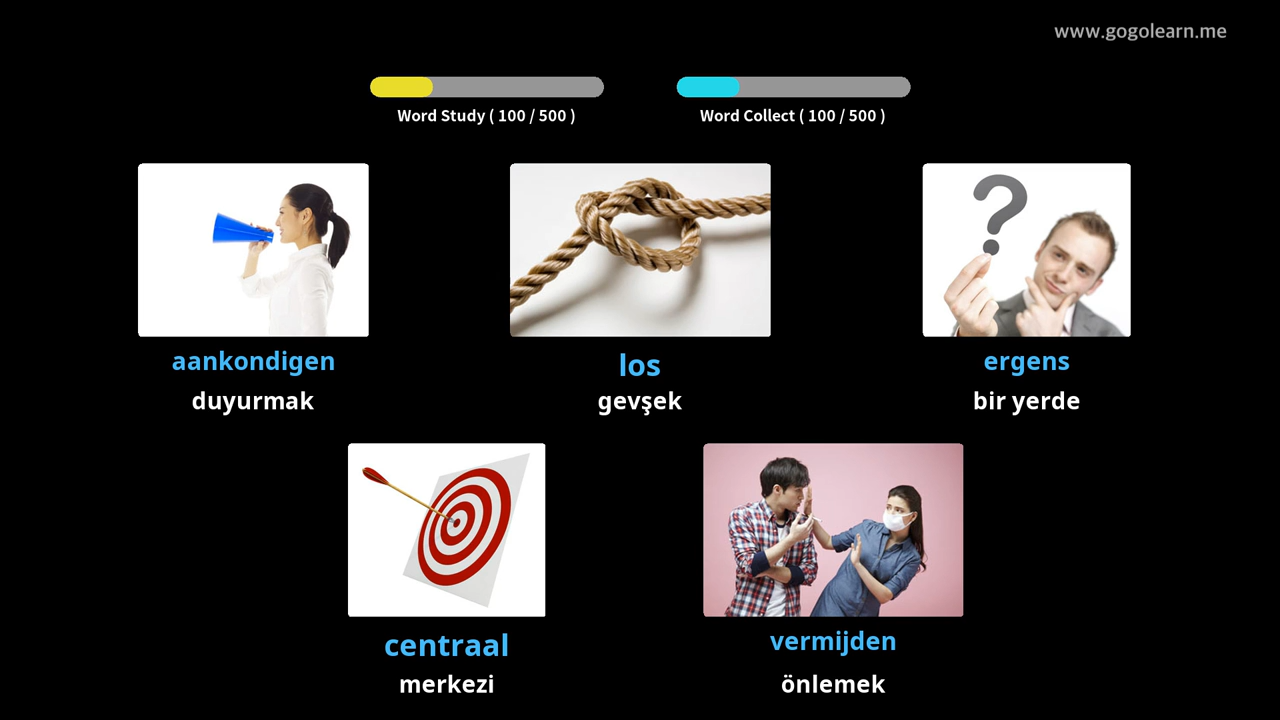 www.gogolearn.me
Word Study ( 100 / 500 )
Word Collect ( 100 / 500 )
aankondigen
duyurmak
los
gevşek
ergens
bir yerde
centraal
merkezi
vermijden
önlemek